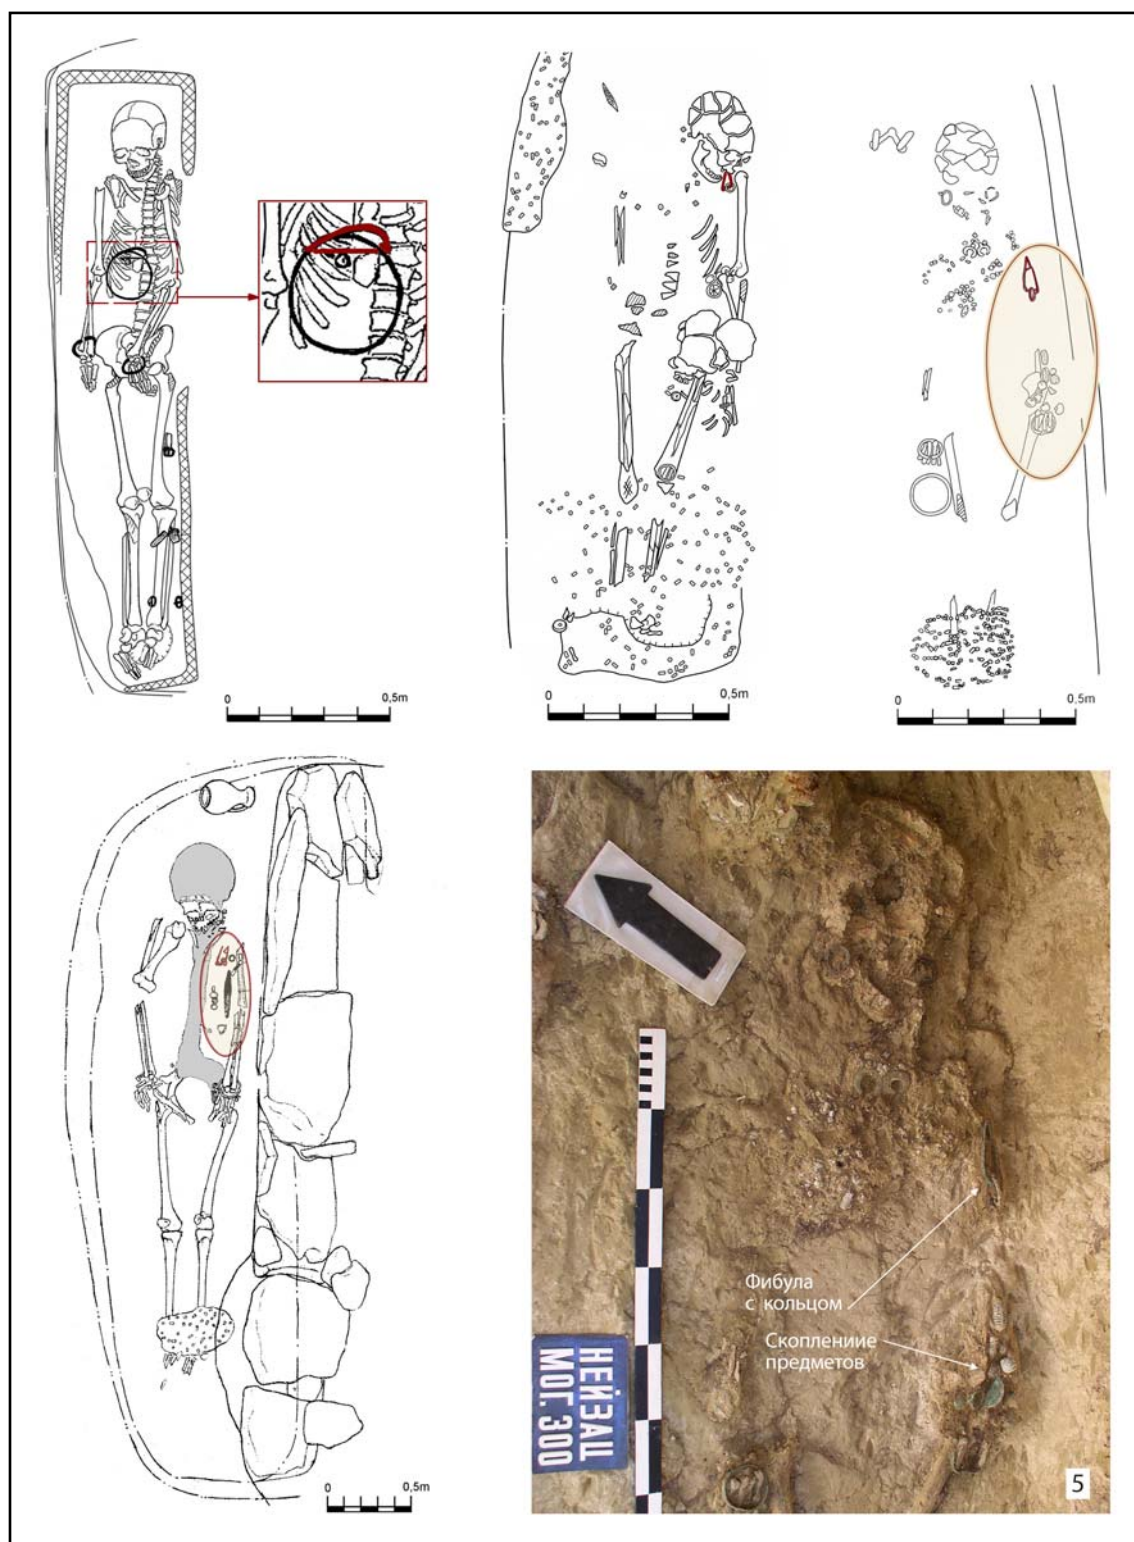 0 0,5m
0 0,5m
0 0,5m
0 0,5m
Фибула
с кольцом
Скоплениие
предметов
НЕЙЗАЦ
МОГ. 300
5